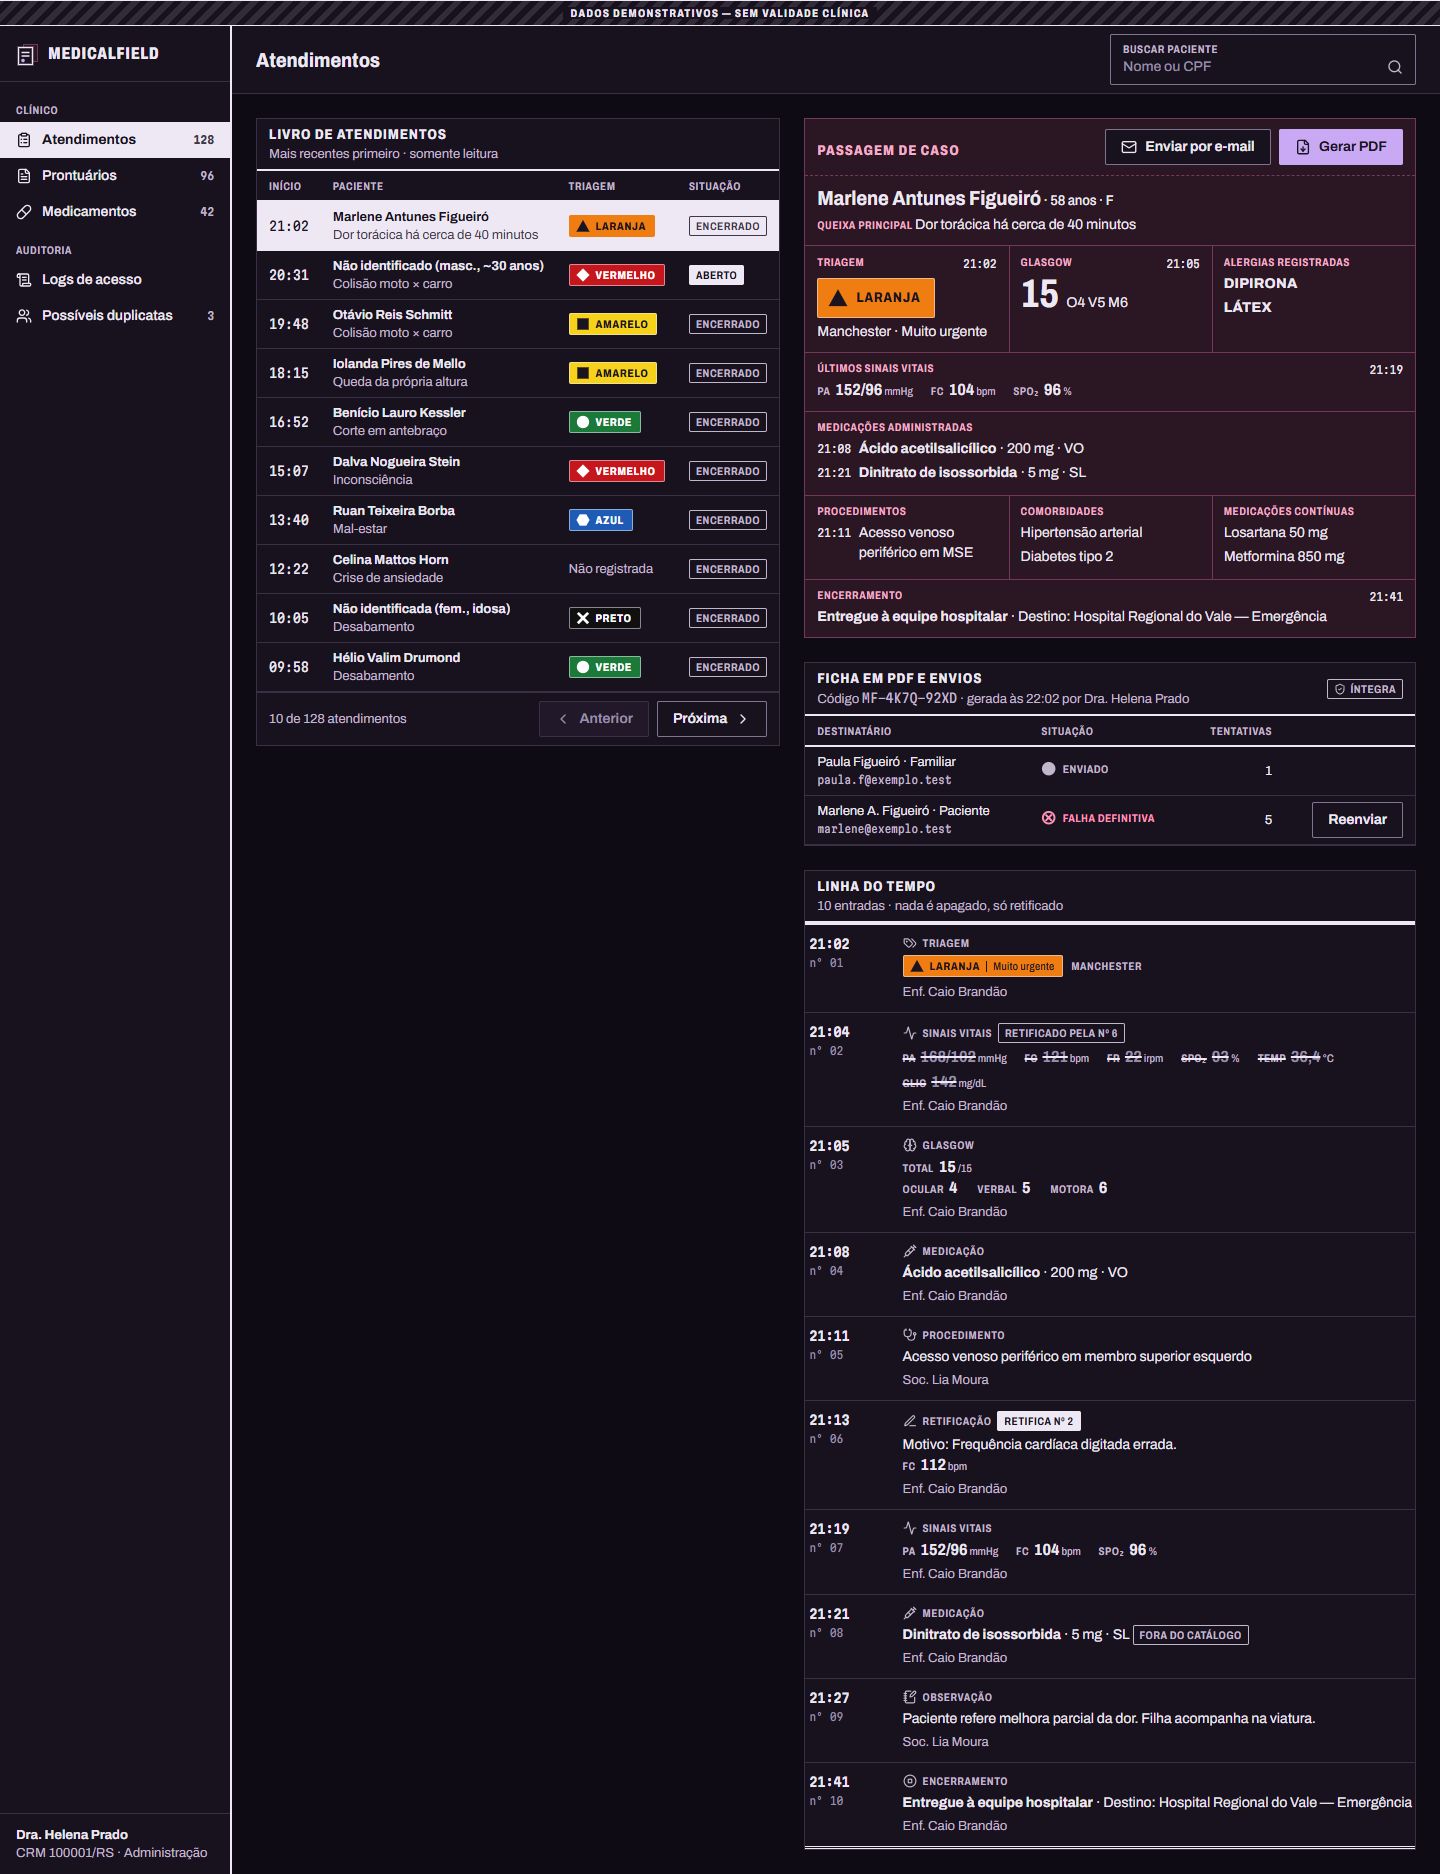 DADOS DEMONSTRATIVOS — SEM VALIDADE CLÍNICA
MEDICALFIELD
CLÍNICO
Atendimentos 128
Prontuários 96
Medicamentos 42
AUDITORIA
Logs de acesso
Possíveis duplicatas 3
Dra. Helena Prado
CRM 100001/RS · Administração
Atendimentos
BUSCAR PACIENTE
Nome ou CPF
LIVRO DE ATENDIMENTOS
Mais recentes primeiro · somente leitura
INÍCIO PACIENTE TRIAGEM SITUAÇÃO
21:02 Marlene Antunes Figueiró LARANJA ENCERRADO
Dor torácica há cerca de 40 minutos
20:31 Não identificado (masc., ~30 anos) VERMELHO ABERTO
Colisão moto × carro
19:48 Otávio Reis Schmitt AMARELO ENCERRADO
Colisão moto × carro
18:15 Iolanda Pires de Mello AMARELO ENCERRADO
Queda da própria altura
16:52 Benício Lauro Kessler VERDE ENCERRADO
Corte em antebraço
15:07 Dalva Nogueira Stein VERMELHO ENCERRADO
Inconsciência
13:40 Ruan Teixeira Borba AZUL ENCERRADO
Mal-estar
12:22 Celina Mattos Horn Não registrada ENCERRADO
Crise de ansiedade
10:05 Não identificada (fem., idosa) PRETO ENCERRADO
Desabamento
09:58 Hélio Valim Drumond VERDE ENCERRADO
Desabamento
10 de 128 atendimentos Anterior Próxima
PASSAGEM DE CASO Enviar por e-mail Gerar PDF
Marlene Antunes Figueiró · 58 anos · F
QUEIXA PRINCIPAL Dor torácica há cerca de 40 minutos
TRIAGEM 21:02
LARANJA
Manchester · Muito urgente
GLASGOW 21:05
15 O4 V5 M6
ALERGIAS REGISTRADAS
DIPIRONA
LÁTEX
ÚLTIMOS SINAIS VITAIS 21:19
PA 152/96 mmHg FC 104 bpm SPO₂ 96 %
MEDICAÇÕES ADMINISTRADAS
21:08 Ácido acetilsalicílico · 200 mg · VO
21:21 Dinitrato de isossorbida · 5 mg · SL
PROCEDIMENTOS
21:11 Acesso venoso
periférico em MSE
COMORBIDADES
Hipertensão arterial
Diabetes tipo 2
MEDICAÇÕES CONTÍNUAS
Losartana 50 mg
Metformina 850 mg
ENCERRAMENTO 21:41
Entregue à equipe hospitalar · Destino: Hospital Regional do Vale — Emergência
FICHA EM PDF E ENVIOS
Código MF-4K7Q-92XD · gerada às 22:02 por Dra. Helena Prado
ÍNTEGRA
DESTINATÁRIO SITUAÇÃO TENTATIVAS
Paula Figueiró · Familiar ENVIADO 1
paula.f@exemplo.test
Marlene A. Figueiró · Paciente FALHA DEFINITIVA 5 Reenviar
marlene@exemplo.test
LINHA DO TEMPO
10 entradas · nada é apagado, só retificado
21:02 TRIAGEM
nº 01 LARANJA | Muito urgente MANCHESTER
Enf. Caio Brandão
21:04 SINAIS VITAIS RETIFICADO PELA Nº 6
nº 02 PA 168/102 mmHg FC 121 bpm FR 22 irpm SPO₂ 93 % TEMP 36,4 °C
GLIC 142 mg/dL
Enf. Caio Brandão
21:05 GLASGOW
nº 03 TOTAL 15 /15
OCULAR 4 VERBAL 5 MOTORA 6
Enf. Caio Brandão
21:08 MEDICAÇÃO
nº 04 Ácido acetilsalicílico · 200 mg · VO
Enf. Caio Brandão
21:11 PROCEDIMENTO
nº 05 Acesso venoso periférico em membro superior esquerdo
Soc. Lia Moura
21:13 RETIFICAÇÃO RETIFICA Nº 2
nº 06 Motivo: Frequência cardíaca digitada errada.
FC 112 bpm
Enf. Caio Brandão
21:19 SINAIS VITAIS
nº 07 PA 152/96 mmHg FC 104 bpm SPO₂ 96 %
Enf. Caio Brandão
21:21 MEDICAÇÃO
nº 08 Dinitrato de isossorbida · 5 mg · SL FORA DO CATÁLOGO
Enf. Caio Brandão
21:27 OBSERVAÇÃO
nº 09 Paciente refere melhora parcial da dor. Filha acompanha na viatura.
Soc. Lia Moura
21:41 ENCERRAMENTO
nº 10 Entregue à equipe hospitalar · Destino: Hospital Regional do Vale — Emergência
Enf. Caio Brandão